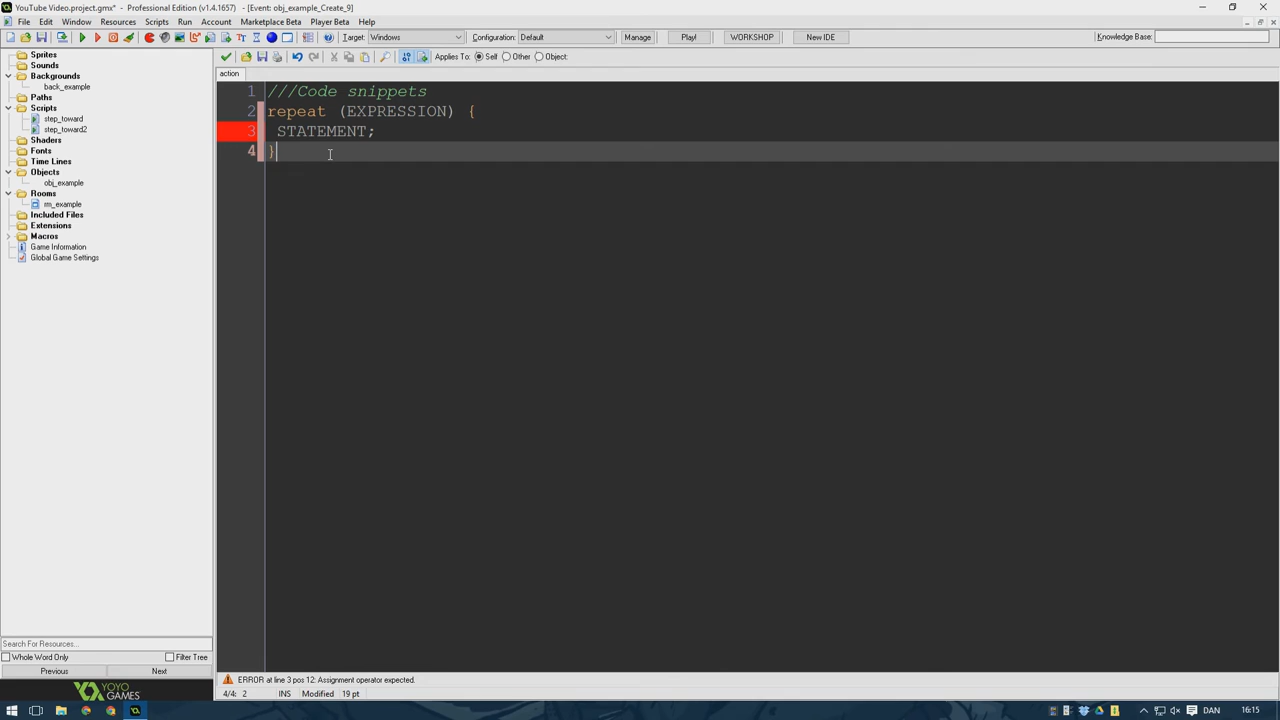 YouTube Video.project.gmx* - Professional Edition (v1.4.1657) - [Event: obj_example_Create_9]
File Edit Window Resources Scripts Run Account Marketplace Beta Player Beta Help
Target: Windows Configuration: Default Manage Play! WORKSHOP New IDE Knowledge Base:
Applies To: Self Other Object:
action
Sprites
Sounds
Backgrounds
back_example
Paths
Scripts
step_toward
step_toward2
Shaders
Fonts
Time Lines
Objects
obj_example
Rooms
rm_example
Included Files
Extensions
Macros
Game Information
Global Game Settings
1 ///Code snippets
2 repeat (EXPRESSION) {
3 STATEMENT;
4 }
Search For Resources...
Whole Word Only Filter Tree
Previous Next
YOYO GAMES
ERROR at line 3 pos 12: Assignment operator expected.
4/4: 2 INS Modified 19 pt
DAN 16:15